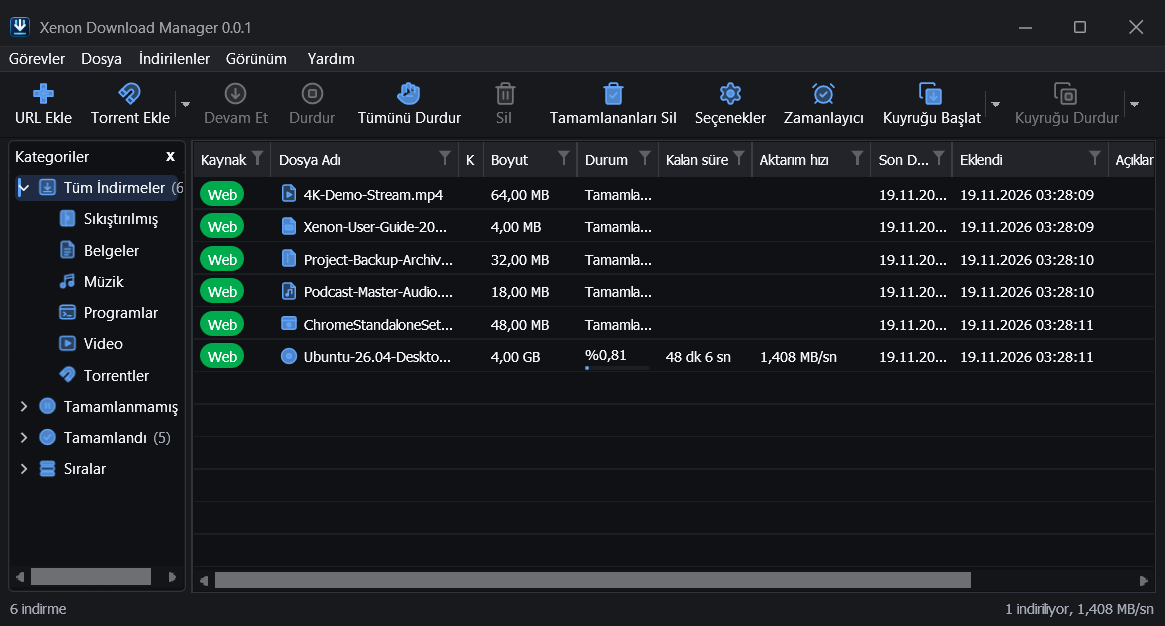 Xenon Download Manager 0.0.1
Görevler Dosya İndirilenler Görünüm Yardım
URL Ekle Torrent Ekle Devam Et Durdur Tümünü Durdur Sil Tamamlananları Sil Seçenekler Zamanlayıcı Kuyruğu Başlat Kuyruğu Durdur
Kategoriler x
Tüm İndirmeler (6
Sıkıştırılmış
Belgeler
Müzik
Programlar
Video
Torrentler
Tamamlanmamış
Tamamlandı (5)
Sıralar
Kaynak Dosya Adı K Boyut Durum Kalan süre Aktarım hızı Son D... Eklendi Açıklar
Web 4K-Demo-Stream.mp4 64,00 MB Tamamla... 19.11.20... 19.11.2026 03:28:09
Web Xenon-User-Guide-20... 4,00 MB Tamamla... 19.11.20... 19.11.2026 03:28:09
Web Project-Backup-Archiv... 32,00 MB Tamamla... 19.11.20... 19.11.2026 03:28:10
Web Podcast-Master-Audio.... 18,00 MB Tamamla... 19.11.20... 19.11.2026 03:28:10
Web ChromeStandaloneSet... 48,00 MB Tamamla... 19.11.20... 19.11.2026 03:28:11
Web Ubuntu-26.04-Deskto... 4,00 GB %0,81 48 dk 6 sn 1,408 MB/sn 19.11.20... 19.11.2026 03:28:11
6 indirme
1 indiriliyor, 1,408 MB/sn